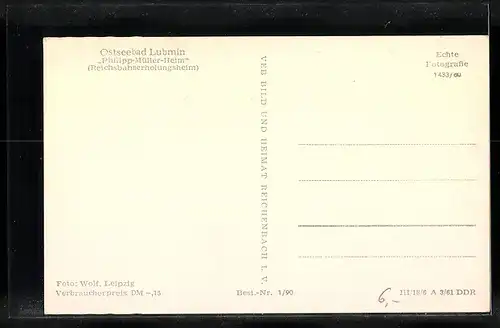 Ostseebad Lubmin
„Philipp-Müller-Heim“
(Reichsbahnerholungsheim)
Echte
Fotografie
1433/60
VEB BILD UND HEIMAT REICHENBACH I. V.
Foto: Wolf, Leipzig
Verbraucherpreis DM -,15
Best.-Nr. 1/90
III/18/6 A 3/61 DDR
6,-